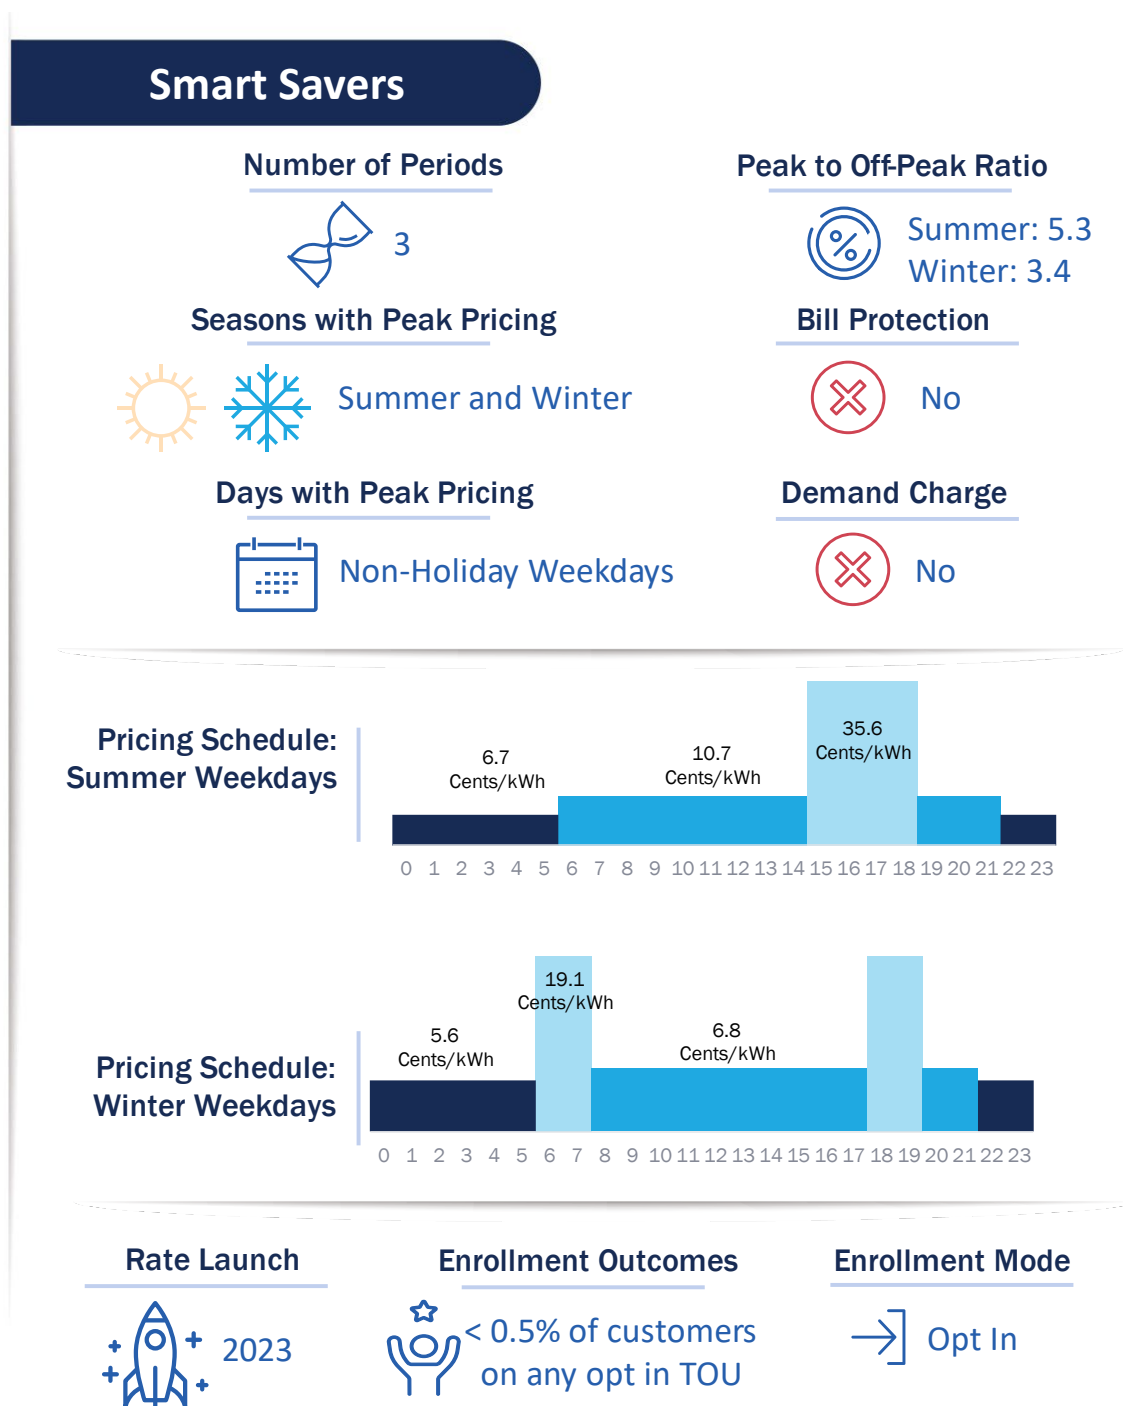 Smart Savers
Number of Periods
3
Peak to Off-Peak Ratio
Summer: 5.3
Winter: 3.4
Seasons with Peak Pricing
Summer and Winter
Bill Protection
No
Days with Peak Pricing
Non-Holiday Weekdays
Demand Charge
No
Pricing Schedule:
Summer Weekdays
6.7
Cents/kWh
10.7
Cents/kWh
35.6
Cents/kWh
0 1 2 3 4 5 6 7 8 9 10 11 12 13 14 15 16 17 18 19 20 21 22 23
Pricing Schedule:
Winter Weekdays
5.6
Cents/kWh
19.1
Cents/kWh
6.8
Cents/kWh
0 1 2 3 4 5 6 7 8 9 10 11 12 13 14 15 16 17 18 19 20 21 22 23
Rate Launch
2023
Enrollment Outcomes
< 0.5% of customers
on any opt in TOU
Enrollment Mode
Opt In